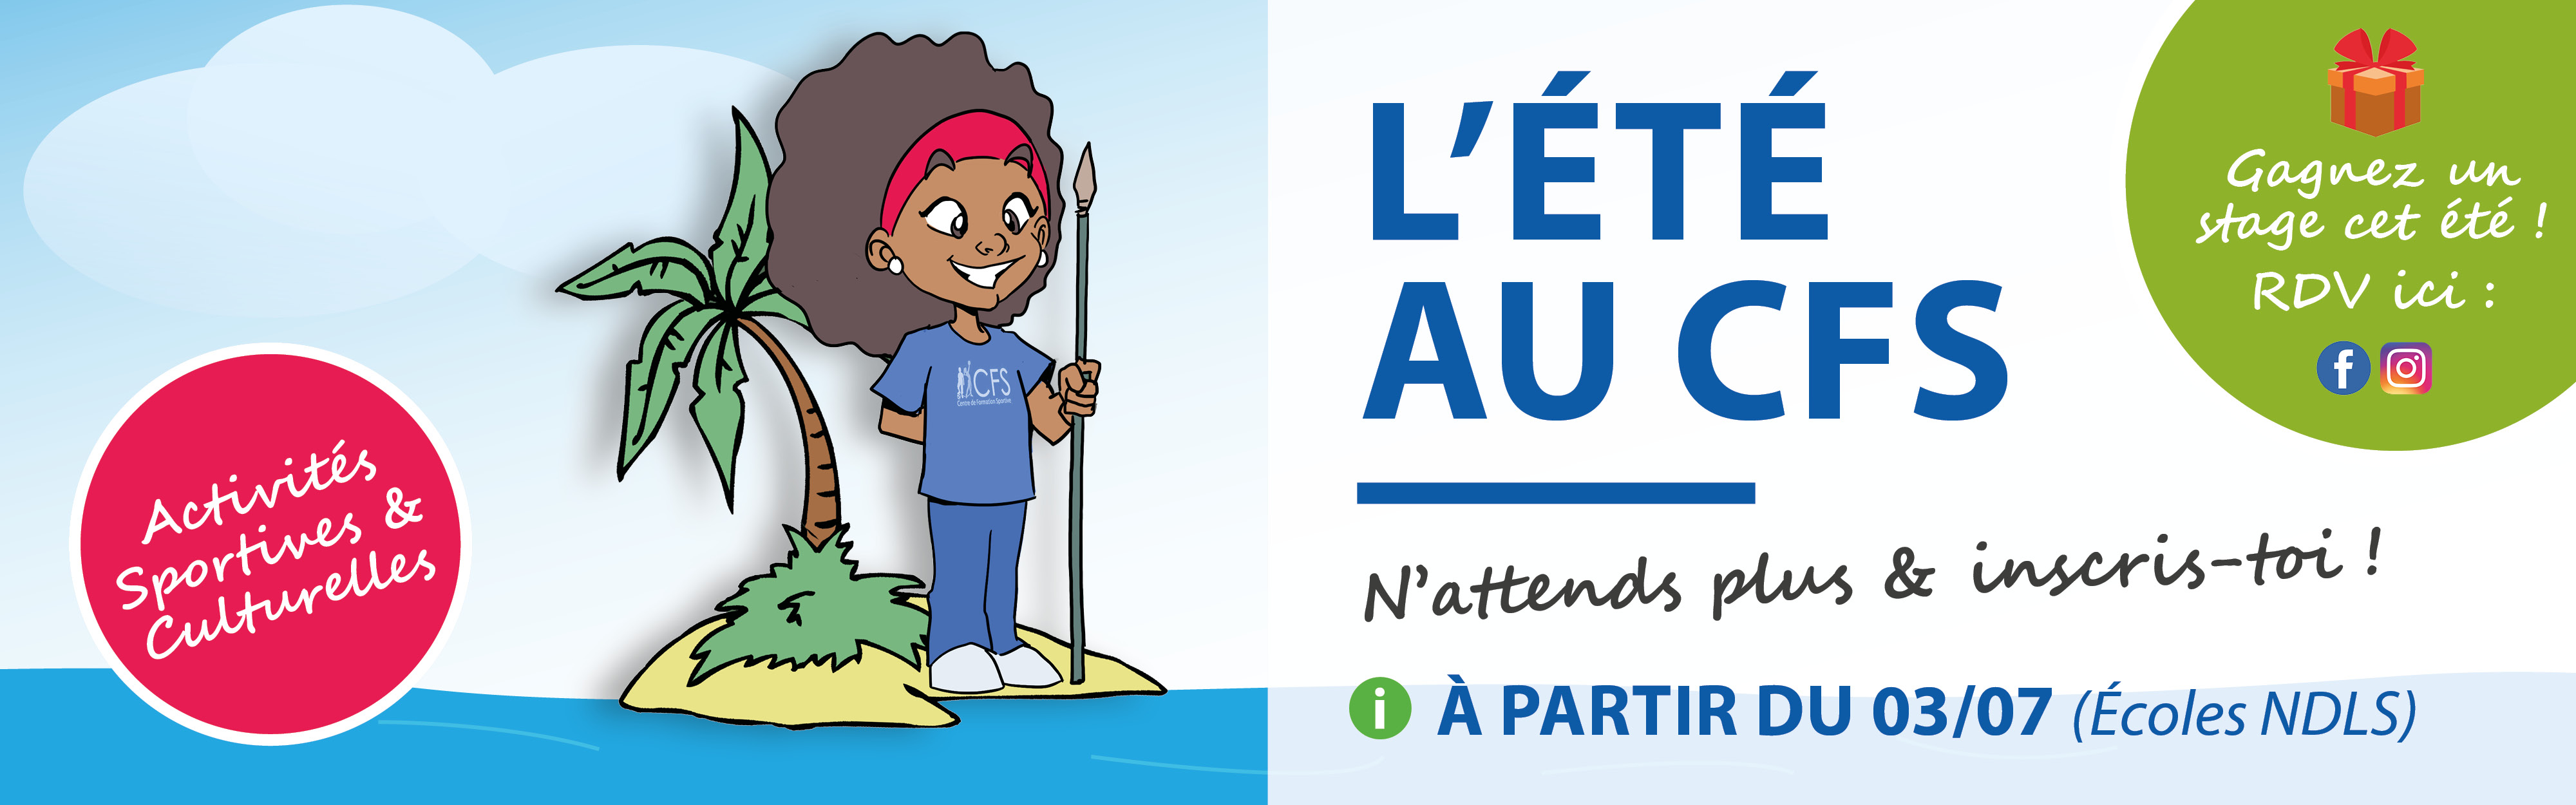 Activités
Sportives &
Culturelles
CFS
Centre de Formation Sportive
L'ÉTÉ
AU CFS
N'attends plus & inscris-toi !
i À PARTIR DU 03/07 (Écoles NDLS)
Gagnez un
stage cet été !
RDV ici :
f